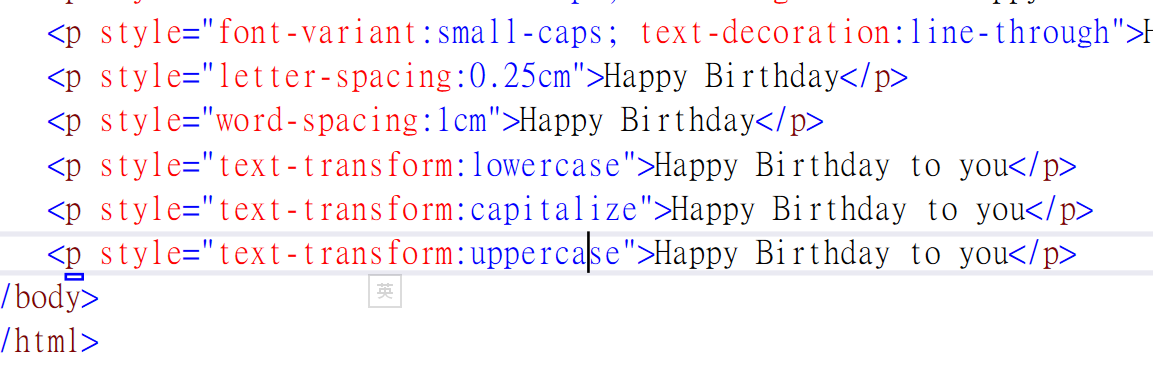 <p style="font-variant:small-caps; text-decoration:line-through">
<p style="letter-spacing:0.25cm">Happy Birthday</p>
<p style="word-spacing:1cm">Happy Birthday</p>
<p style="text-transform:lowercase">Happy Birthday to you</p>
<p style="text-transform:capitalize">Happy Birthday to you</p>
<p style="text-transform:uppercase">Happy Birthday to you</p>
英
/body>
/html>